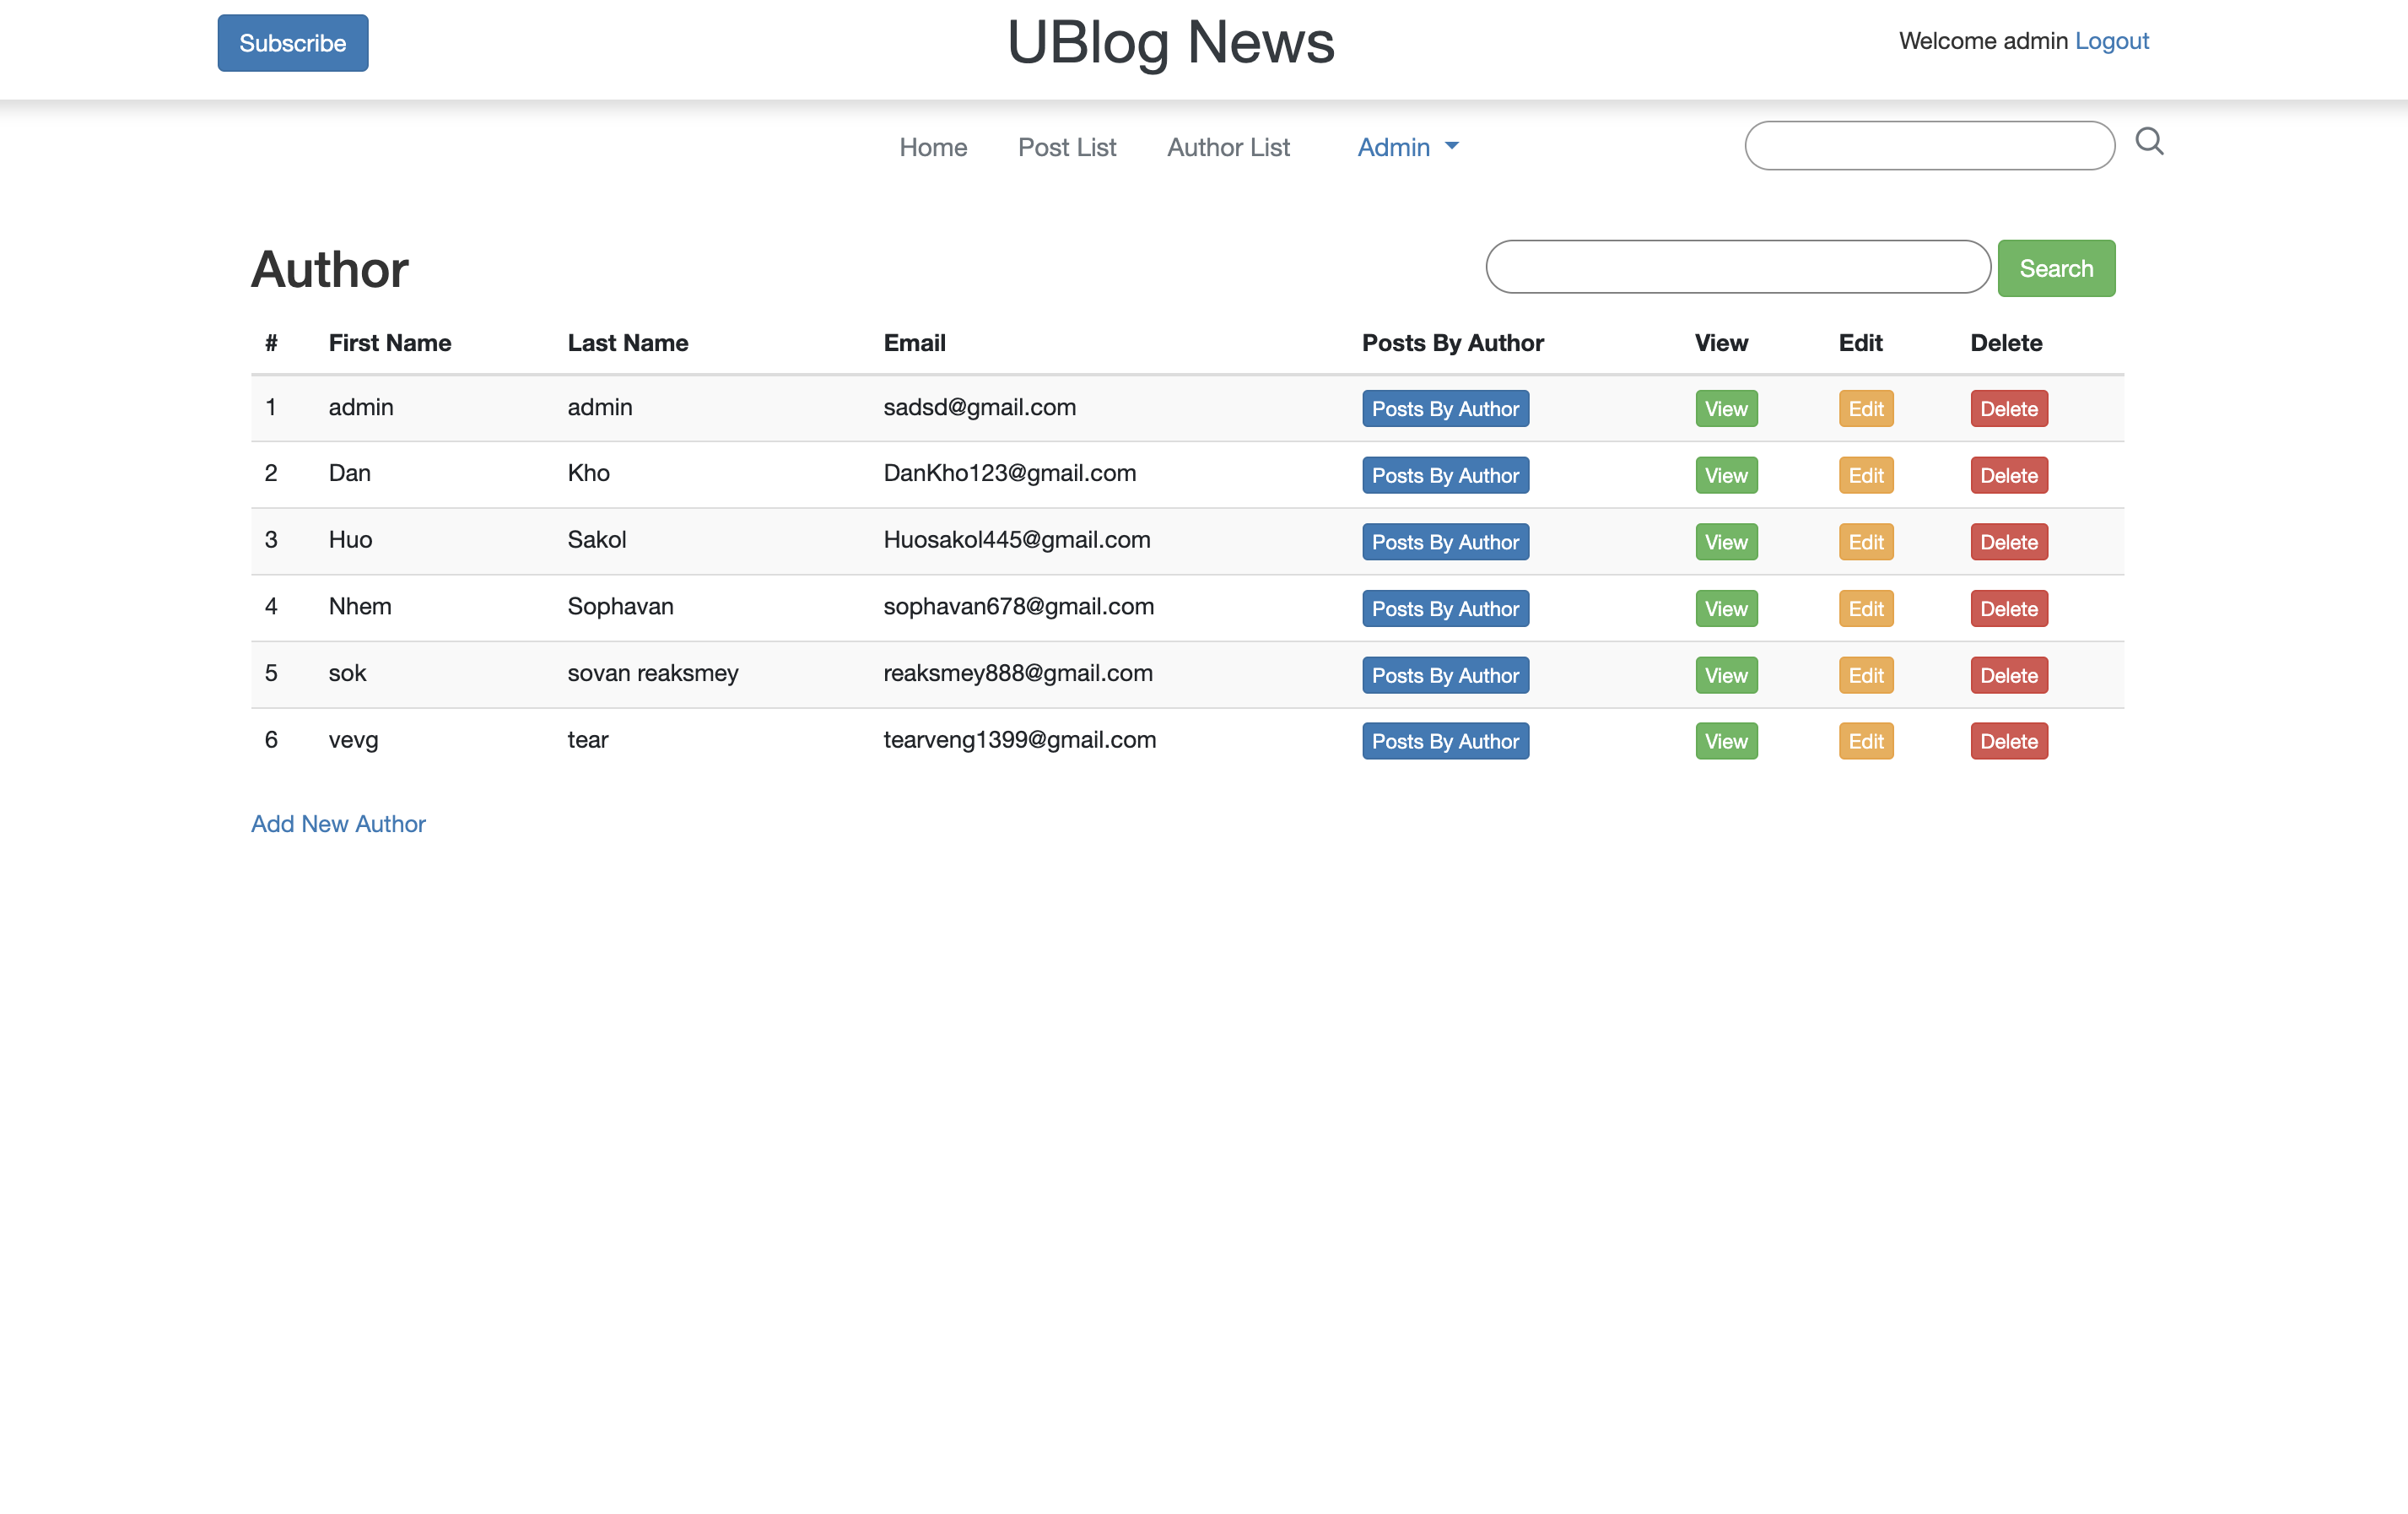 Subscribe UBlog News Welcome admin Logout
Home Post List Author List Admin
Author Search
# First Name Last Name Email Posts By Author View Edit Delete
1 admin admin sadsd@gmail.com Posts By Author View Edit Delete
2 Dan Kho DanKho123@gmail.com Posts By Author View Edit Delete
3 Huo Sakol Huosakol445@gmail.com Posts By Author View Edit Delete
4 Nhem Sophavan sophavan678@gmail.com Posts By Author View Edit Delete
5 sok sovan reaksmey reaksmey888@gmail.com Posts By Author View Edit Delete
6 vevg tear tearveng1399@gmail.com Posts By Author View Edit Delete
Add New Author